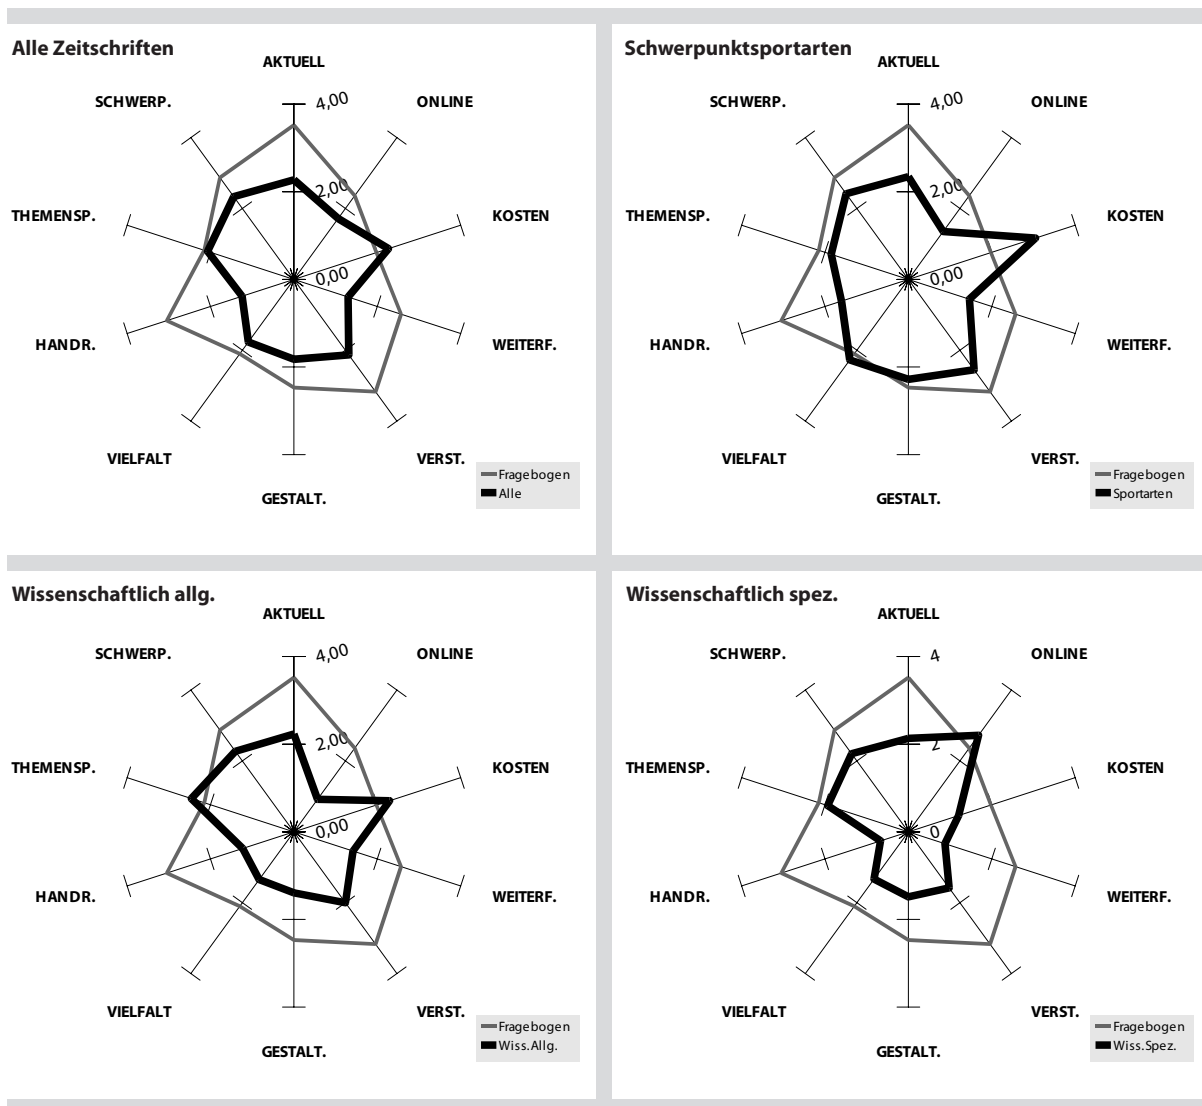 Alle Zeitschriften
AKTUELL
SCHWERP.
4,00
ONLINE
THEMENSP.
2,00
KOSTEN
0,00
HANDR.
WEITERF.
VIELFALT
VERST.
GESTALT.
Fragebogen
Alle
Schwerpunktsportarten
AKTUELL
SCHWERP.
4,00
ONLINE
THEMENSP.
2,00
KOSTEN
0,00
HANDR.
WEITERF.
VIELFALT
VERST.
GESTALT.
Fragebogen
Sportarten
Wissenschaftlich allg.
AKTUELL
SCHWERP.
4,00
ONLINE
THEMENSP.
2,00
KOSTEN
0,00
HANDR.
WEITERF.
VIELFALT
VERST.
GESTALT.
Fragebogen
Wiss.Allg.
Wissenschaftlich spez.
AKTUELL
SCHWERP.
4
ONLINE
THEMENSP.
2
KOSTEN
0
HANDR.
WEITERF.
VIELFALT
VERST.
GESTALT.
Fragebogen
Wiss.Spez.